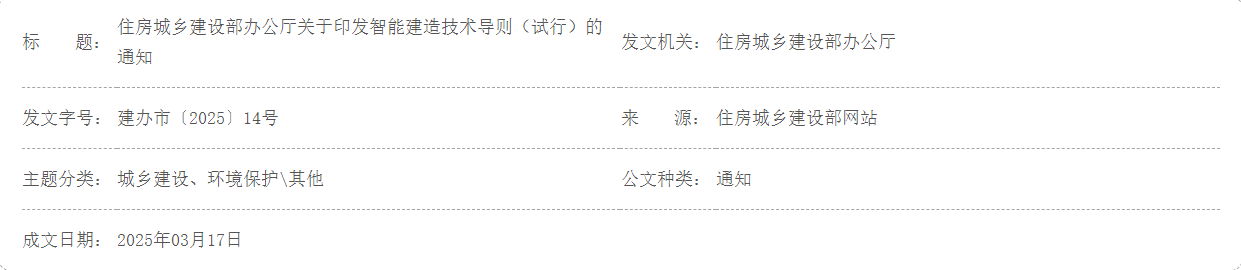 标　　题： 住房城乡建设部办公厅关于印发智能建造技术导则（试行）的
通知
发文机关： 住房城乡建设部办公厅
发文字号： 建办市〔2025〕14号
来　　源： 住房城乡建设部网站
主题分类： 城乡建设、环境保护\其他
公文种类： 通知
成文日期： 2025年03月17日